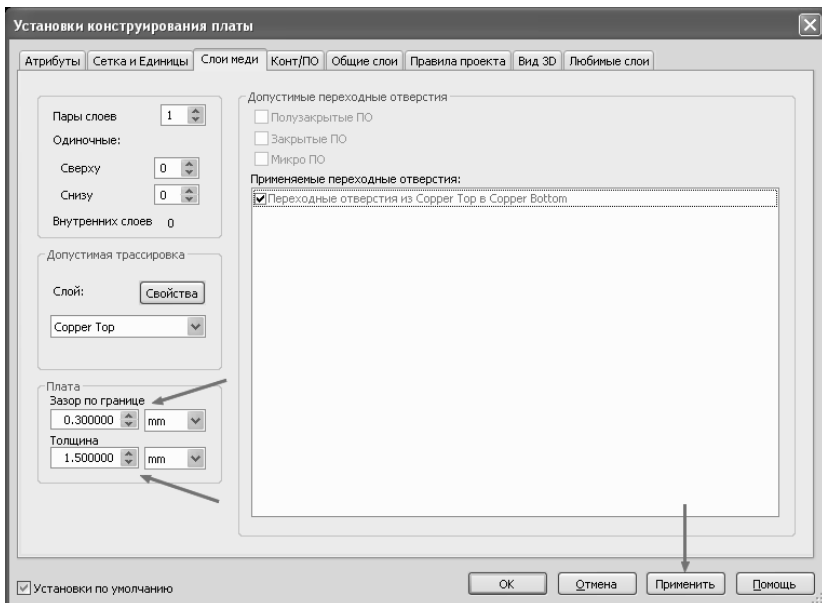 Установки конструирования платы
Атрибуты Сетка и Единицы Слои меди Конт/ПО Общие слои Правила проекта Вид 3D Любимые слои
Пары слоев 1
Одиночные:
Сверху 0
Снизу 0
Внутренних слоев 0
Допустимая трассировка
Слой: Свойства
Copper Top
Плата
Зазор по границе
0.300000 mm
Толщина
1.500000 mm
Допустимые переходные отверстия
Полузакрытые ПО
Закрытые ПО
Микро ПО
Применяемые переходные отверстия:
Переходные отверстия из Copper Top в Copper Bottom
Установки по умолчанию
OK Отмена Применить Помощь